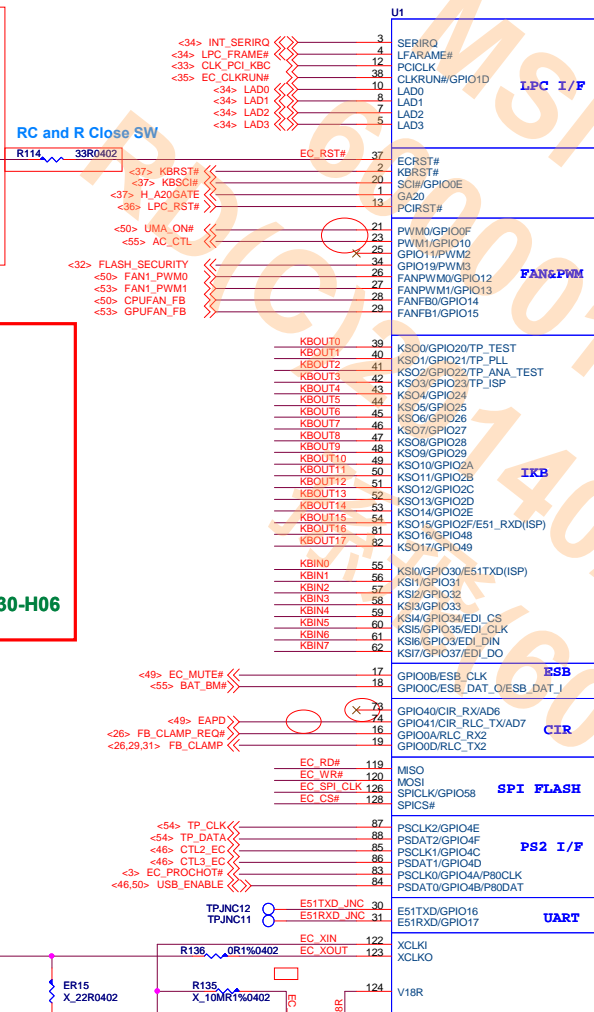 U1
<34> INT_SERIRQ 3 SERIRQ
<34> LPC_FRAME# 4 LFARAME#
<33> CLK_PCI_KBC 12 PCICLK
<35> EC_CLKRUN# 38 CLKRUN#/GPIO1D
<34> LAD0 10 LAD0
<34> LAD1 8 LAD1
<34> LAD2 7 LAD2
<34> LAD3 5 LAD3
LPC I/F
RC and R Close SW
R114 33R0402 EC_RST# 37 ECRST#
<37> KBRST# 2 KBRST#
<37> KBSCI# 20 SCI#/GPIO0E
<37> H_A20GATE 1 GA20
<36> LPC_RST# 13 PCIRST#
<50> UMA_ON# 21 PWM0/GPIO0F
<55> AC_CTL 23 PWM1/GPIO10
25 GPIO11/PWM2
<32> FLASH_SECURITY 34 GPIO19/PWM3
<50> FAN1_PWM0 26 FANPWM0/GPIO12
<53> FAN1_PWM1 27 FANPWM1/GPIO13
<50> CPUFAN_FB 28 FANFB0/GPIO14
<53> GPUFAN_FB 29 FANFB1/GPIO15
FAN&PWM
KBOUT0 39 KSO0/GPIO20/TP_TEST
KBOUT1 40 KSO1/GPIO21/TP_PLL
KBOUT2 41 KSO2/GPIO22/TP_ANA_TEST
KBOUT3 42 KSO3/GPIO23/TP_ISP
KBOUT4 43 KSO4/GPIO24
KBOUT5 44 KSO5/GPIO25
KBOUT6 45 KSO6/GPIO26
KBOUT7 46 KSO7/GPIO27
KBOUT8 47 KSO8/GPIO28
KBOUT9 48 KSO9/GPIO29
KBOUT10 49 KSO10/GPIO2A
KBOUT11 50 KSO11/GPIO2B
KBOUT12 51 KSO12/GPIO2C
KBOUT13 52 KSO13/GPIO2D
KBOUT14 53 KSO14/GPIO2E
KBOUT15 54 KSO15/GPIO2F/E51_RXD(ISP)
KBOUT16 81 KSO16/GPIO48
KBOUT17 82 KSO17/GPIO49
IKB
KBIN0 55 KSI0/GPIO30/E51TXD(ISP)
KBIN1 56 KSI1/GPIO31
KBIN2 57 KSI2/GPIO32
KBIN3 58 KSI3/GPIO33
KBIN4 59 KSI4/GPIO34/EDI_CS
KBIN5 60 KSI5/GPIO35/EDI_CLK
KBIN6 61 KSI6/GPIO3/EDI_DIN
KBIN7 62 KSI7/GPIO37/EDI_DO
30-H06
<49> EC_MUTE# 17 GPIO0B/ESB_CLK
<55> BAT_BM# 18 GPIO0C/ESB_DAT_O/ESB_DAT_I
ESB
73 GPIO40/CIR_RX/AD6
<49> EAPD 74 GPIO41/CIR_RLC_TX/AD7
<26> FB_CLAMP_REQ# 16 GPIO0A/RLC_RX2
<26,29,31> FB_CLAMP 19 GPIO0D/RLC_TX2
CIR
EC_RD# 119 MISO
EC_WR# 120 MOSI
EC_SPI_CLK 126 SPICLK/GPIO58
EC_CS# 128 SPICS#
SPI FLASH
<54> TP_CLK 87 PSCLK2/GPIO4E
<54> TP_DATA 88 PSDAT2/GPIO4F
<46> CTL2_EC 85 PSCLK1/GPIO4C
<46> CTL3_EC 86 PSDAT1/GPIO4D
<3> EC_PROCHOT# 83 PSCLK0/GPIO4A/P80CLK
<46,50> USB_ENABLE 84 PSDAT0/GPIO4B/P80DAT
PS2 I/F
TPJNC12 E51TXD_JNC 30 E51TXD/GPIO16
TPJNC11 E51RXD_JNC 31 E51RXD/GPIO17
UART
EC_XIN 122 XCLKI
R136 0R1%0402 EC_XOUT 123 XCLKO
ER15
X_22R0402
R135
X_10MR1%0402
124 V18R
EC
8R
MSI
RD(C)2014